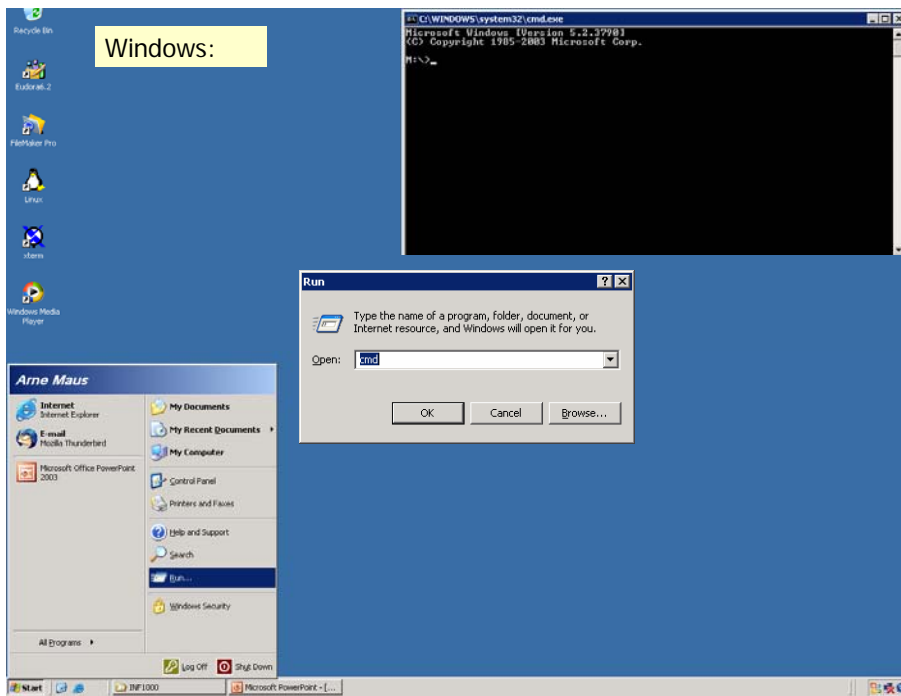 Recycle Bin
Windows:
Eudora6.2
FileMaker Pro
Linux
xterm
Windows Media
Player
C:\WINDOWS\system32\cmd.exe
Microsoft Windows [Version 5.2.3790]
(C) Copyright 1985-2003 Microsoft Corp.
M:\>_
Run
Type the name of a program, folder, document, or
Internet resource, and Windows will open it for you.
Open:
cmd
OK
Cancel
Browse...
Arne Maus
Internet
Internet Explorer
E-mail
Mozilla Thunderbird
Microsoft Office PowerPoint
2003
All Programs
My Documents
My Recent Documents
My Computer
Control Panel
Printers and Faxes
Help and Support
Search
Run...
Windows Security
Log Off
Shut Down
Start
INF1000
Microsoft PowerPoint - [...